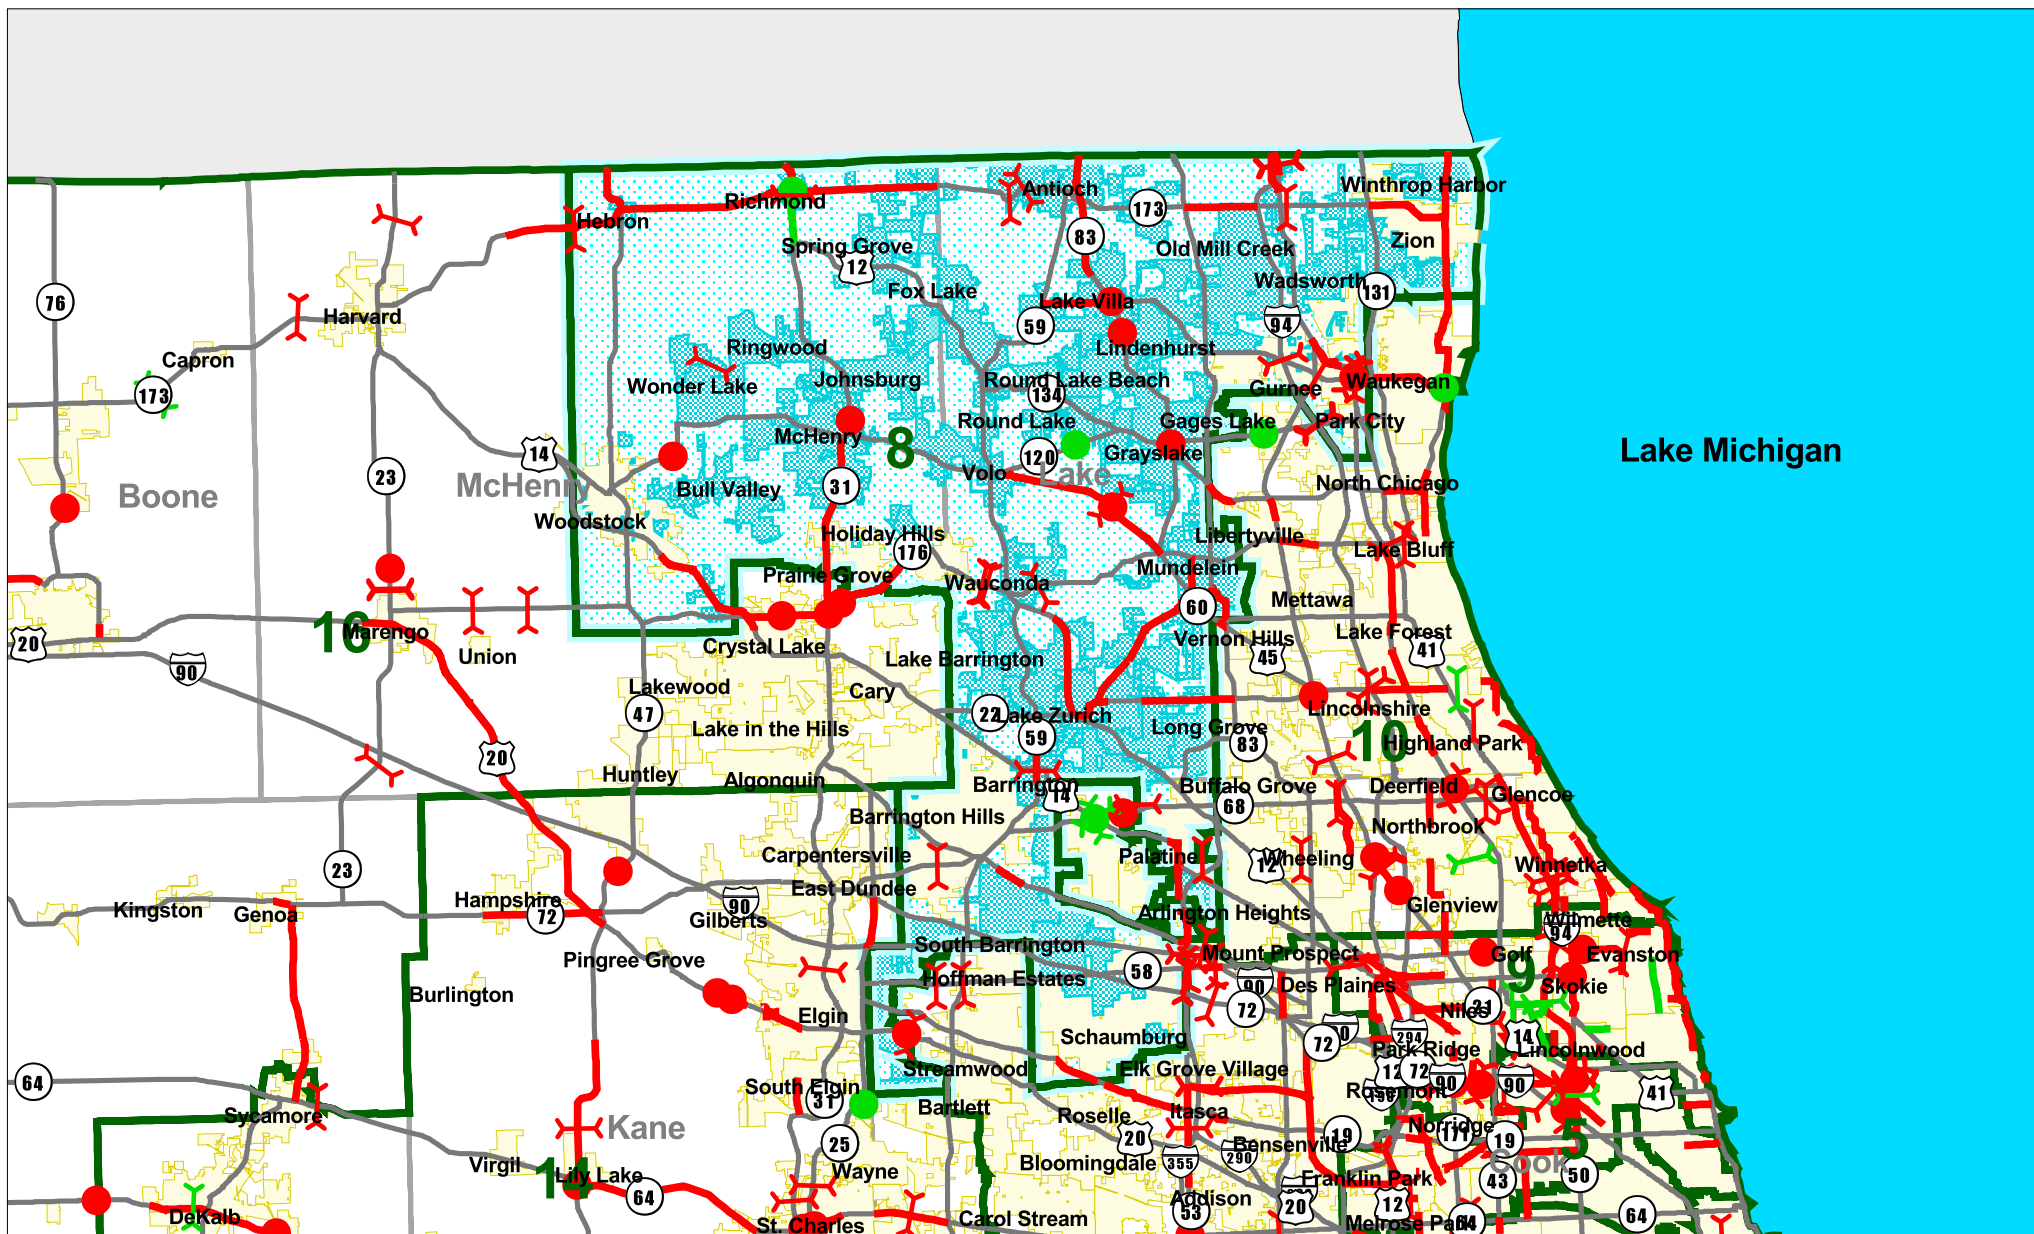 Winthrop Harbor
Antioch
Richmond
173
Hebron
83
Zion
Spring Grove
Old Mill Creek
12
Wadsworth
Fox Lake
131
76
Lake Villa
Harvard
59
94
Ringwood
Lindenhurst
Capron
Johnsburg
Round Lake Beach
Waukegan
Wonder Lake
Gurnee
173
134
Round Lake
Gages Lake
Park City
McHenry
8
Lake Michigan
14
120
Grayslake
Volo
Lake
23
McHenry
31
Bull Valley
North Chicago
Boone
Woodstock
Holiday Hills
Libertyville
176
Lake Bluff
Mundelein
Prairie Grove
Wauconda
60
Mettawa
16
Marengo
Lake Forest
20
Vernon Hills
Crystal Lake
41
Union
Lake Barrington
45
90
Lakewood
Cary
47
22
Lake Zurich
Lincolnshire
Lake in the Hills
Long Grove
59
83
10
Highland Park
20
Huntley
Algonquin
Barrington
Buffalo Grove
Deerfield
14
Glencoe
68
Barrington Hills
Northbrook
Carpentersville
Palatine
Wheeling
12
Winnetka
23
East Dundee
Hampshire
90
Glenview
Kingston
Genoa
72
Gilberts
Arlington Heights
Wilmette
94
South Barrington
Mount Prospect
Golf
Evanston
Pingree Grove
58
9
Hoffman Estates
90
Des Plaines
Skokie
Burlington
72
21
Niles
Elgin
Schaumburg
72
294
14
Park Ridge
Lincolnwood
Streamwood
Elk Grove Village
12
72
90
90
64
South Elgin
Rosemont
41
31
Bartlett
Roselle
Itasca
Sycamore
Kane
Norridge
25
20
Bensenville
19
171
19
5
Virgil
Wayne
Bloomingdale
355
290
Cook
14
Lily Lake
Franklin Park
50
43
64
Addison
20
12
DeKalb
St. Charles
Carol Stream
53
Melrose Park
64
64